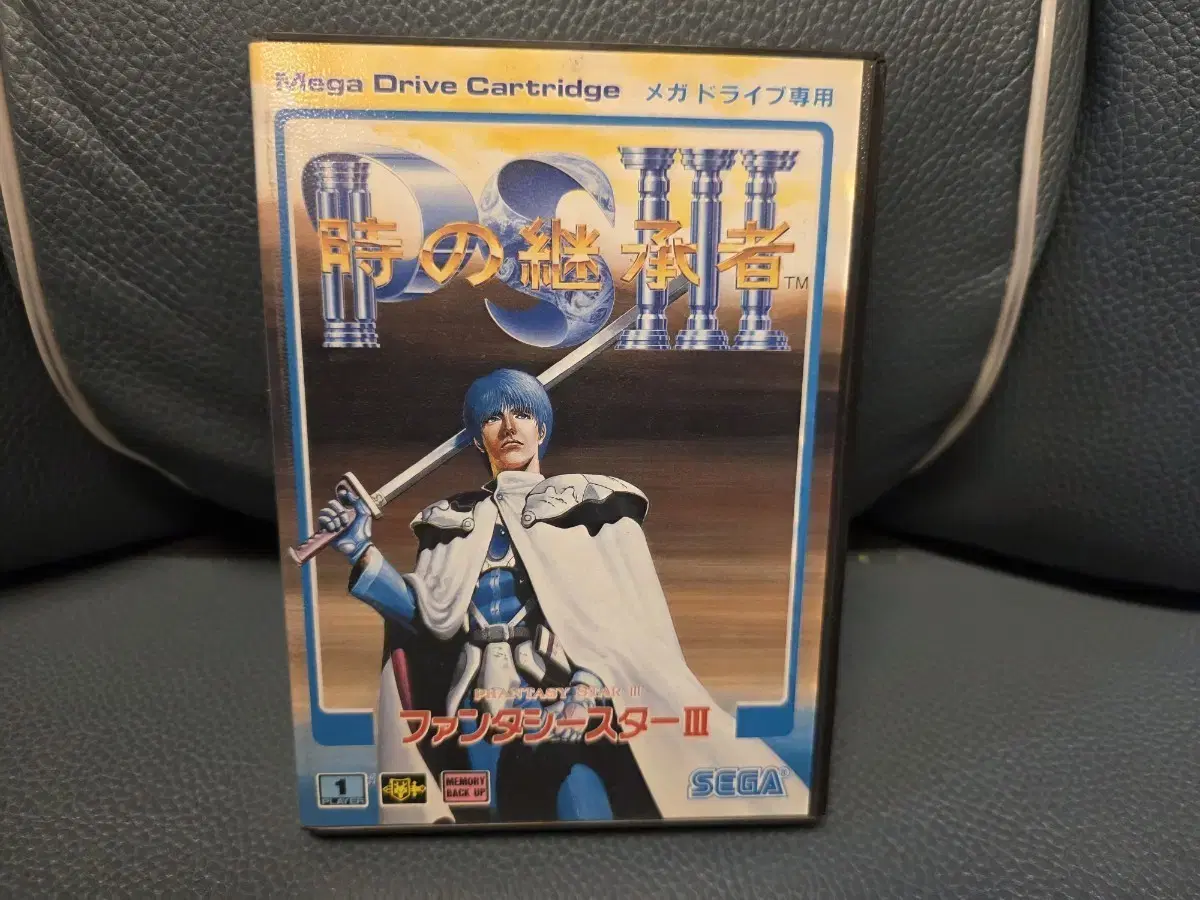 Mega Drive Cartridge メガドライブ専用
PSIII
時の継承者 TM
PHANTASY STAR III
ファンタシースターIII
1
PLAYER
MEMORY
BACK UP
SEGA®